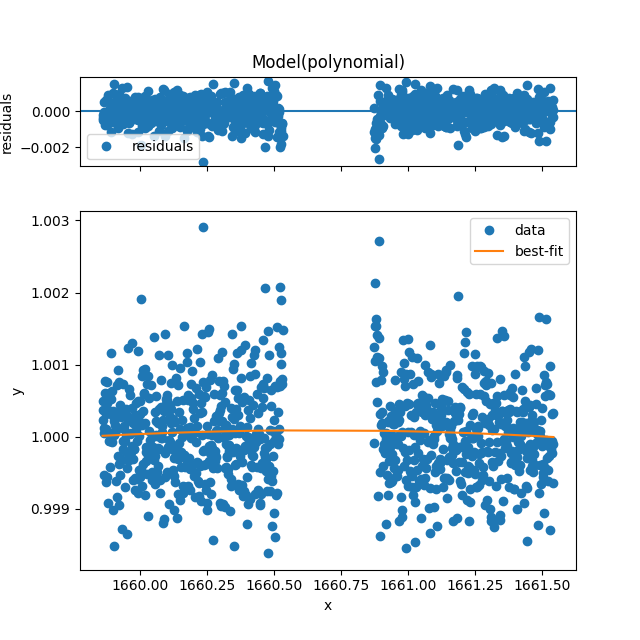 Model(polynomial)
residuals
0.000
−0.002
residuals
1.003
1.002
1.001
1.000
0.999
y
data
best-fit
1660.00 1660.25 1660.50 1660.75 1661.00 1661.25 1661.50
x